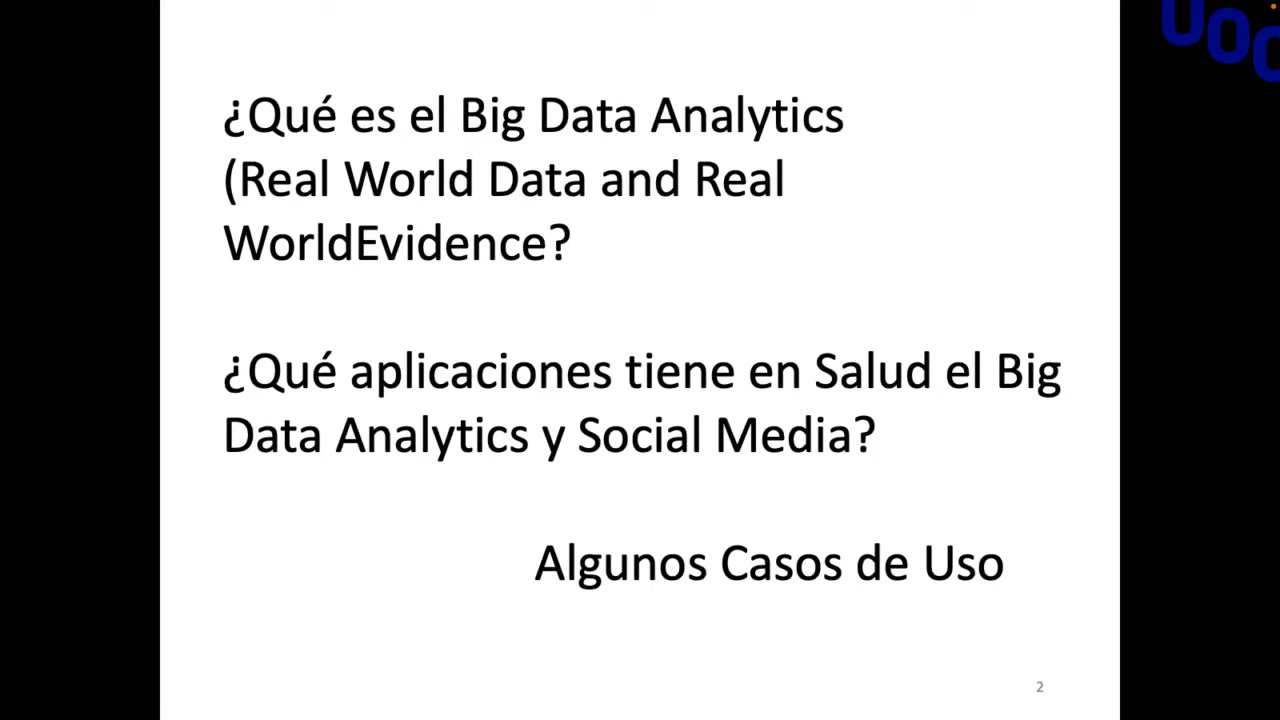 UOC
¿Qué es el Big Data Analytics
(Real World Data and Real
WorldEvidence?
¿Qué aplicaciones tiene en Salud el Big
Data Analytics y Social Media?
Algunos Casos de Uso
2